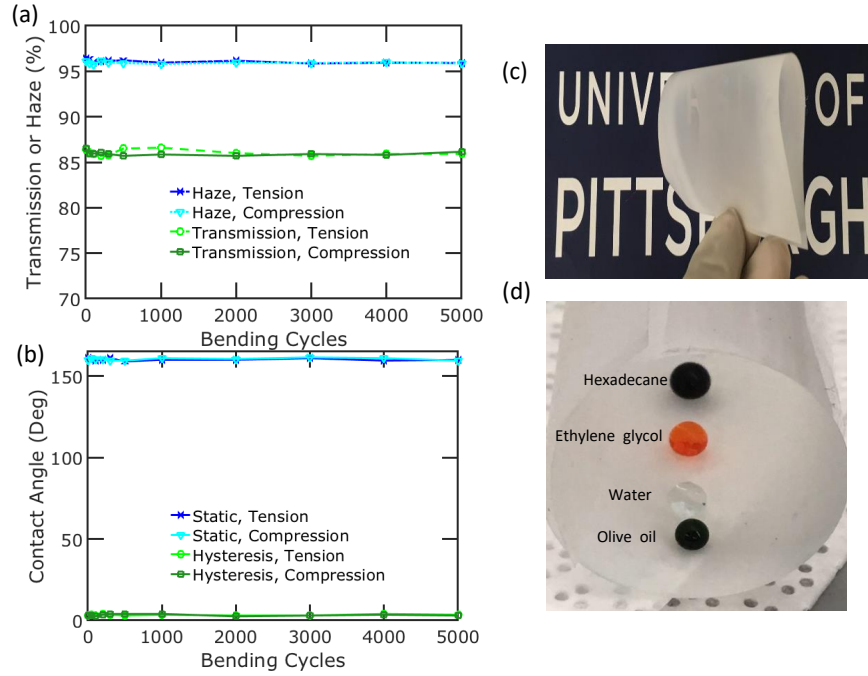 (a)
100
95
90
85
80
75
70
Transmission or Haze (%)
Haze, Tension
Haze, Compression
Transmission, Tension
Transmission, Compression
0
1000
2000
3000
4000
5000
Bending Cycles
(b)
150
100
50
0
Contact Angle (Deg)
Static, Tension
Static, Compression
Hysteresis, Tension
Hysteresis, Compression
0
1000
2000
3000
4000
5000
Bending Cycles
(c)
UNIV OF
PITTS GH
(d)
Hexadecane
Ethylene glycol
Water
Olive oil